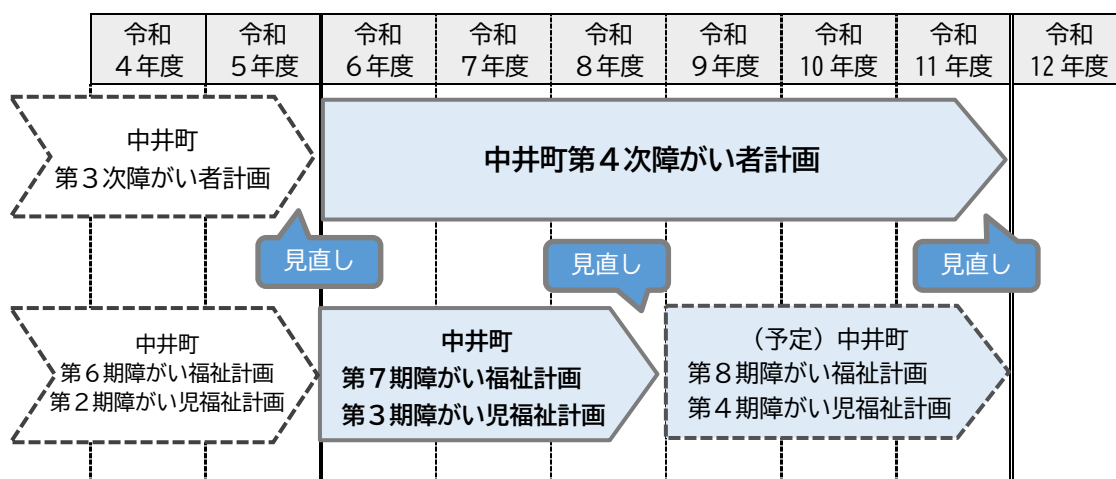 令和
４年度
令和
５年度
令和
６年度
令和
７年度
令和
８年度
令和
９年度
令和
10 年度
令和
11 年度
令和
12 年度
中井町
第３次障がい者計画
中井町第４次障がい者計画
見直し
見直し
見直し
中井町
第６期障がい福祉計画
第２期障がい児福祉計画
中井町
第７期障がい福祉計画
第３期障がい児福祉計画
（予定）中井町
第８期障がい福祉計画
第４期障がい児福祉計画